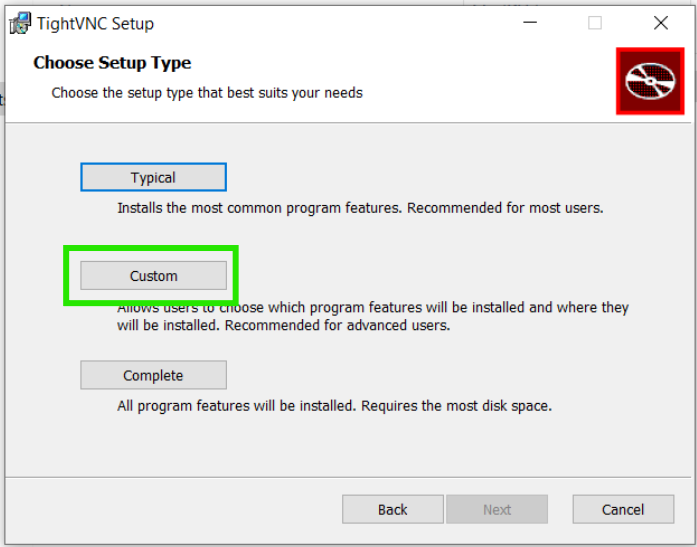 TightVNC Setup
Choose Setup Type
Choose the setup type that best suits your needs
Typical
Installs the most common program features. Recommended for most users.
Custom
Allows users to choose which program features will be installed and where they
will be installed. Recommended for advanced users.
Complete
All program features will be installed. Requires the most disk space.
Back Next Cancel